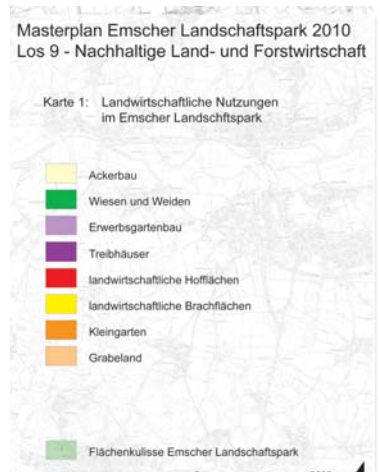 Masterplan Emscher Landschaftspark 2010
Los 9 - Nachhaltige Land- und Forstwirtschaft
Karte 1: Landwirtschaftliche Nutzungen
im Emscher Landschftspark
Ackerbau
Wiesen und Weiden
Erwerbsgartenbau
Treibhäuser
landwirtschaftliche Hofflächen
landwirtschaftliche Brachflächen
Kleingarten
Grabeland
Flächenkulisse Emscher Landschaftspark